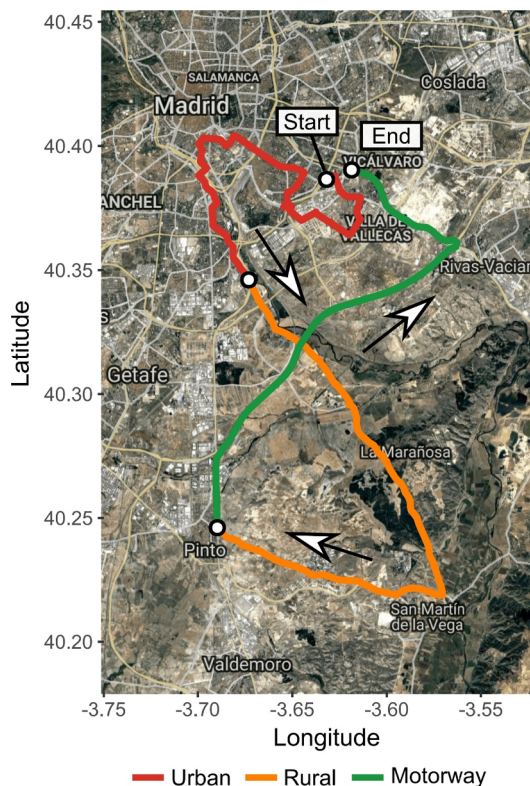 40.45
SALAMANCA
Coslada
Madrid
Start
End
40.40
VICÁLVARO
ANCHEL
VILLA DE
VALLECAS
40.35
Rivas-Vaciar
S
Latitude
40.30
Getafe
La Marañosa
40.25
Pinto
San Martín
de la Vega
40.20
Valdemoro
-3.75 -3.70 -3.65 -3.60 -3.55
Longitude
Urban Rural Motorway